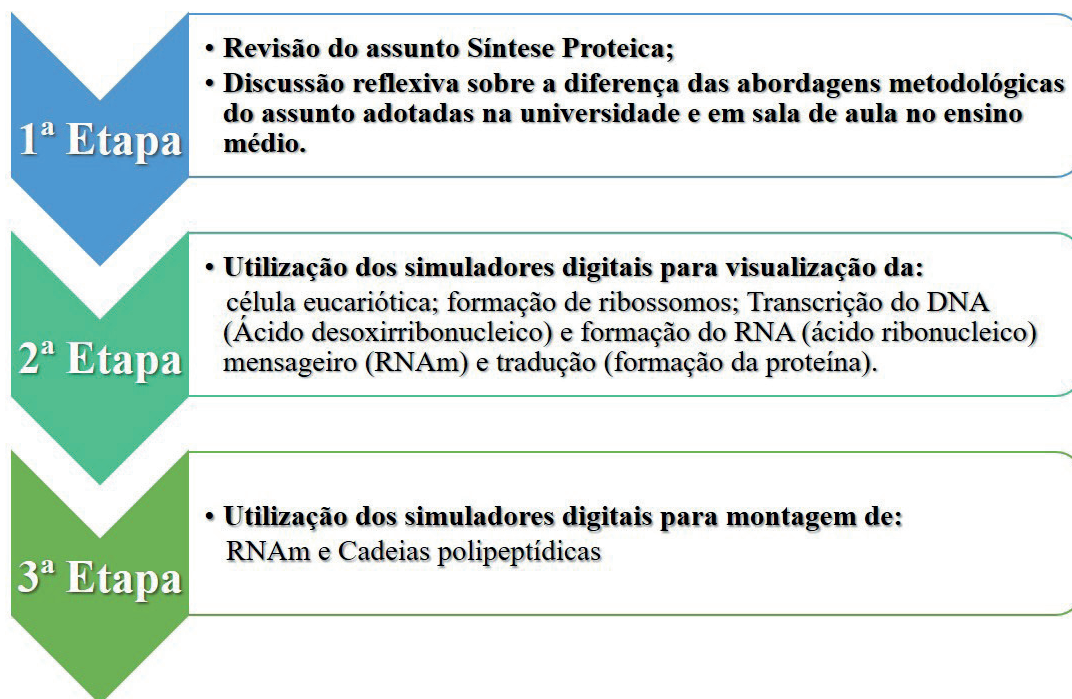 1ª Etapa
• Revisão do assunto Síntese Proteica;
• Discussão reflexiva sobre a diferença das abordagens metodológicas
do assunto adotadas na universidade e em sala de aula no ensino
médio.
2ª Etapa
• Utilização dos simuladores digitais para visualização da:
célula eucariótica; formação de ribossomos; Transcrição do DNA
(Ácido desoxirribonucleico) e formação do RNA (ácido ribonucleico)
mensageiro (RNAm) e tradução (formação da proteína).
3ª Etapa
• Utilização dos simuladores digitais para montagem de:
RNAm e Cadeias polipeptídicas